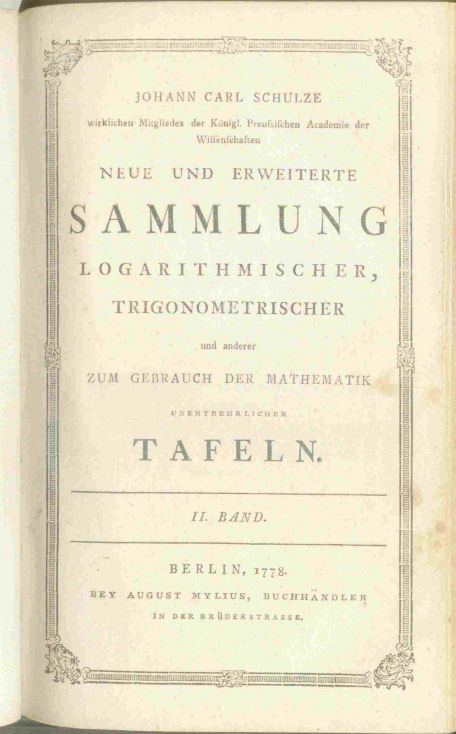 JOHANN CARL SCHULZE
wirklichen Mitgliedes der Königl. Preuſsiſchen Academie der
Wiſſenſchaften
NEUE UND ERWEITERTE
SAMMLUNG
LOGARITHMISCHER,
TRIGONOMETRISCHER
und anderer
ZUM GEBRAUCH DER MATHEMATIK
UNENTBEHRLICHER
TAFELN.
II. BAND.
BERLIN, 1778.
BEY AUGUST MYLIUS, BUCHHÄNDLER
IN DER BRÜDERSTRASSE.